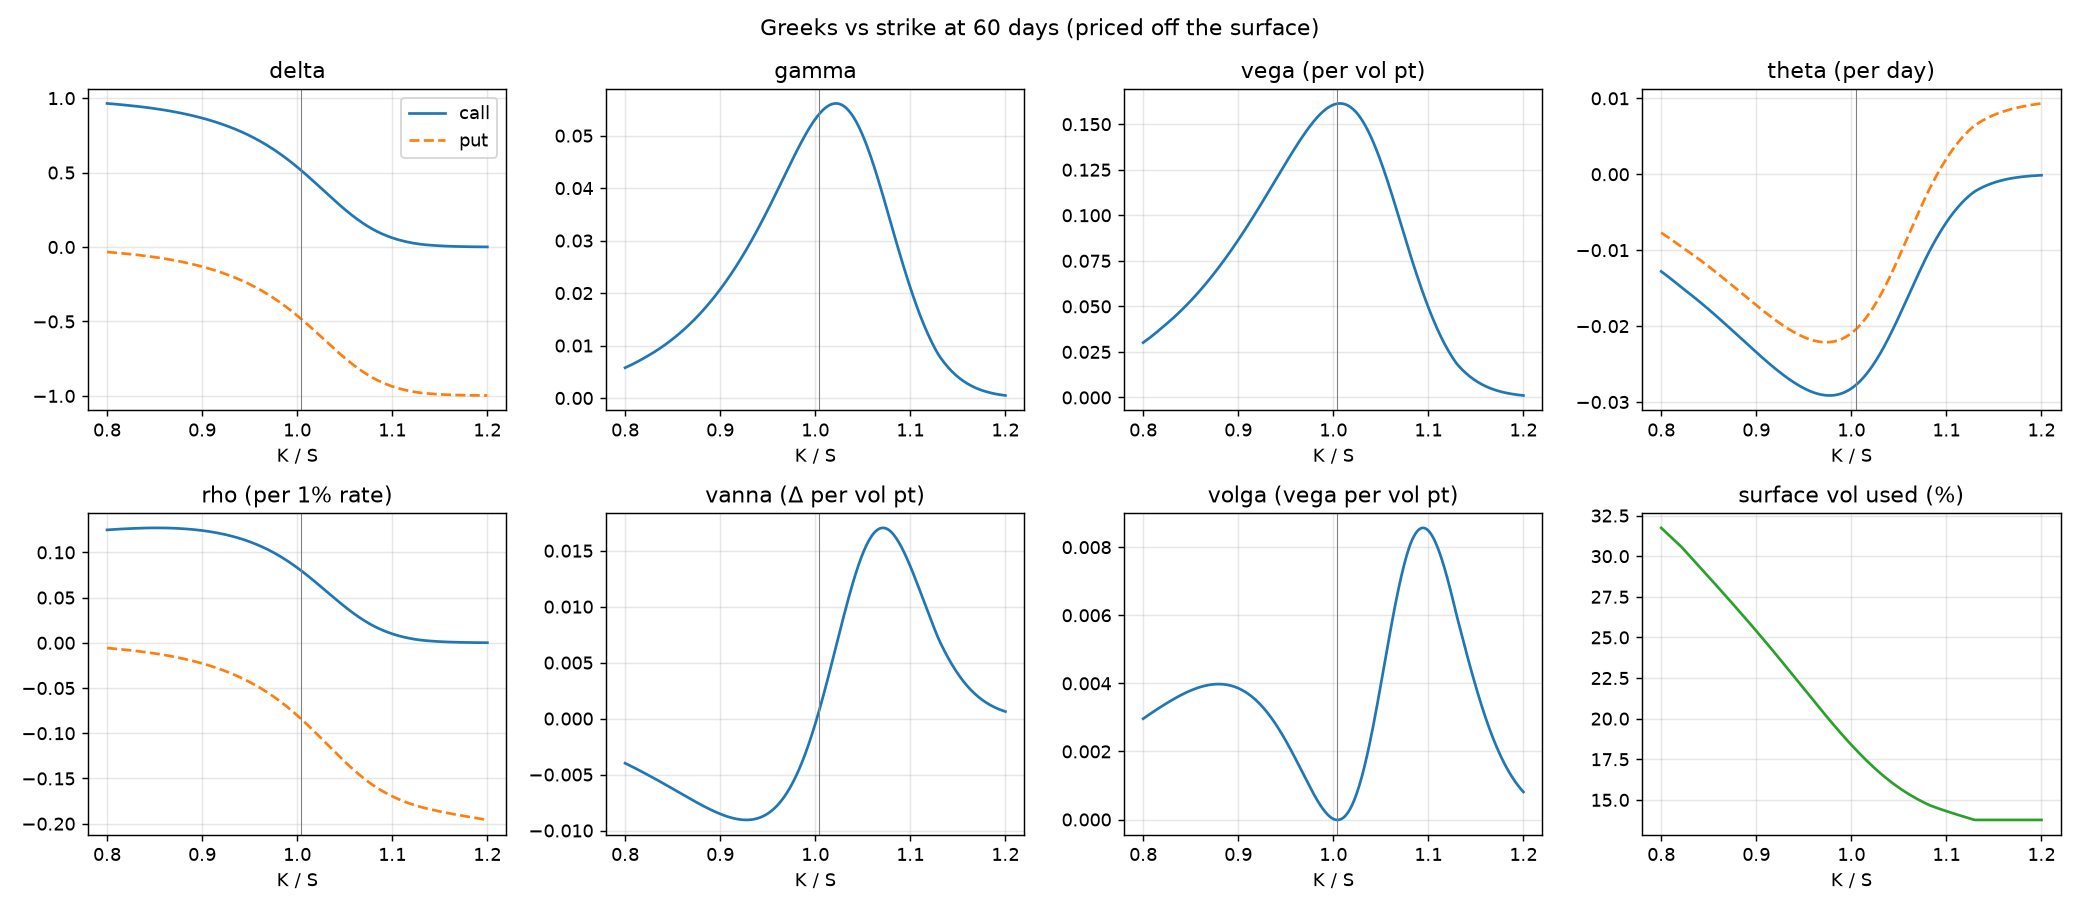 Greeks vs strike at 60 days (priced off the surface)
delta
1.0
0.5
0.0
−0.5
−1.0
0.8 0.9 1.0 1.1 1.2
K / S
call
put
gamma
0.05
0.04
0.03
0.02
0.01
0.00
0.8 0.9 1.0 1.1 1.2
K / S
vega (per vol pt)
0.150
0.125
0.100
0.075
0.050
0.025
0.000
0.8 0.9 1.0 1.1 1.2
K / S
theta (per day)
0.01
0.00
−0.01
−0.02
−0.03
0.8 0.9 1.0 1.1 1.2
K / S
rho (per 1% rate)
0.10
0.05
0.00
−0.05
−0.10
−0.15
−0.20
0.8 0.9 1.0 1.1 1.2
K / S
vanna (Δ per vol pt)
0.015
0.010
0.005
0.000
−0.005
−0.010
0.8 0.9 1.0 1.1 1.2
K / S
volga (vega per vol pt)
0.008
0.006
0.004
0.002
0.000
0.8 0.9 1.0 1.1 1.2
K / S
surface vol used (%)
32.5
30.0
27.5
25.0
22.5
20.0
17.5
15.0
0.8 0.9 1.0 1.1 1.2
K / S